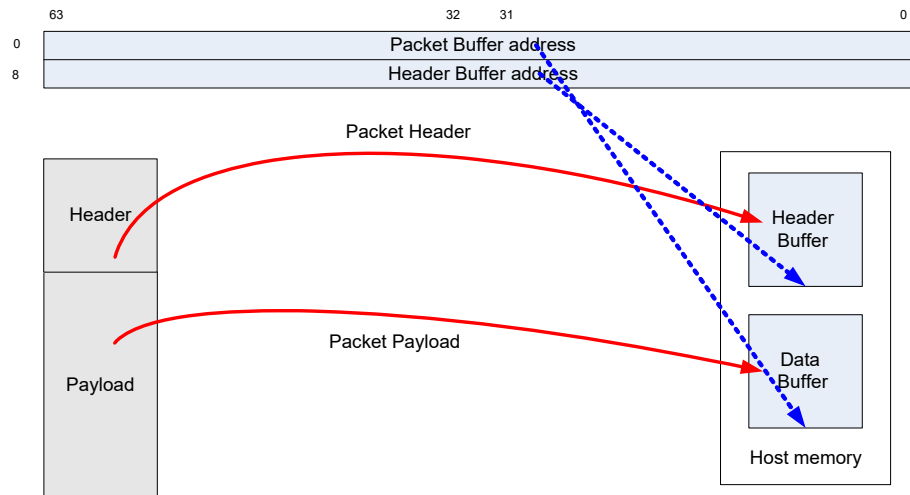 63 32 31 0
0 Packet Buffer address
8 Header Buffer address
Packet Header
Header
Header
Buffer
Packet Payload
Payload
Data
Buffer
Host memory